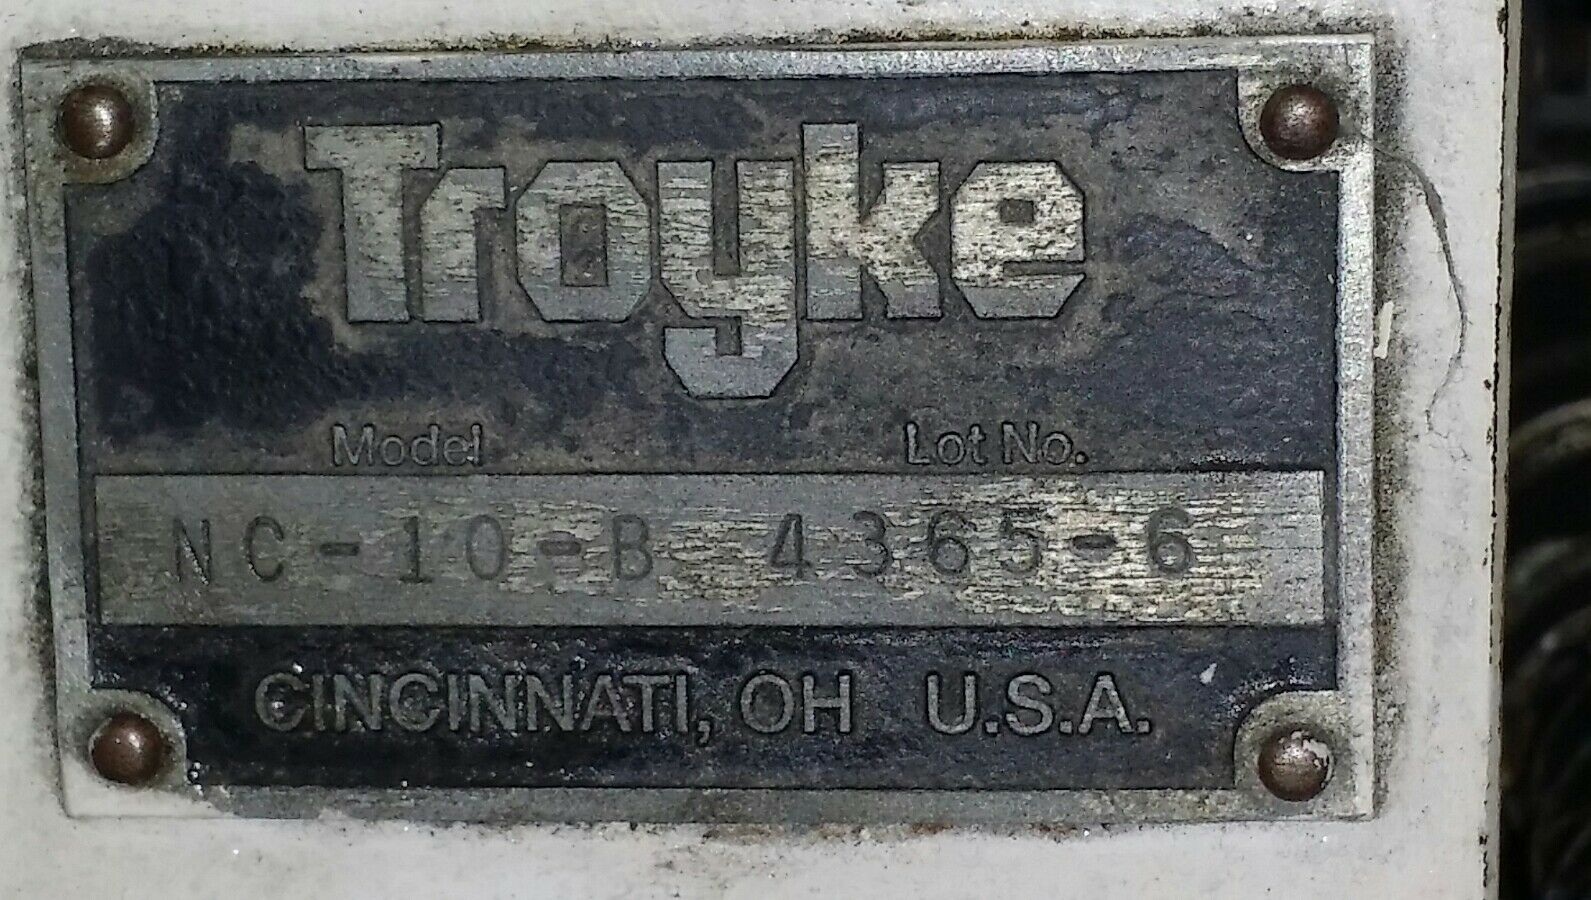 Troyke
Model Lot No.
NC-10-B 4365-6
CINCINNATI, OH U.S.A.